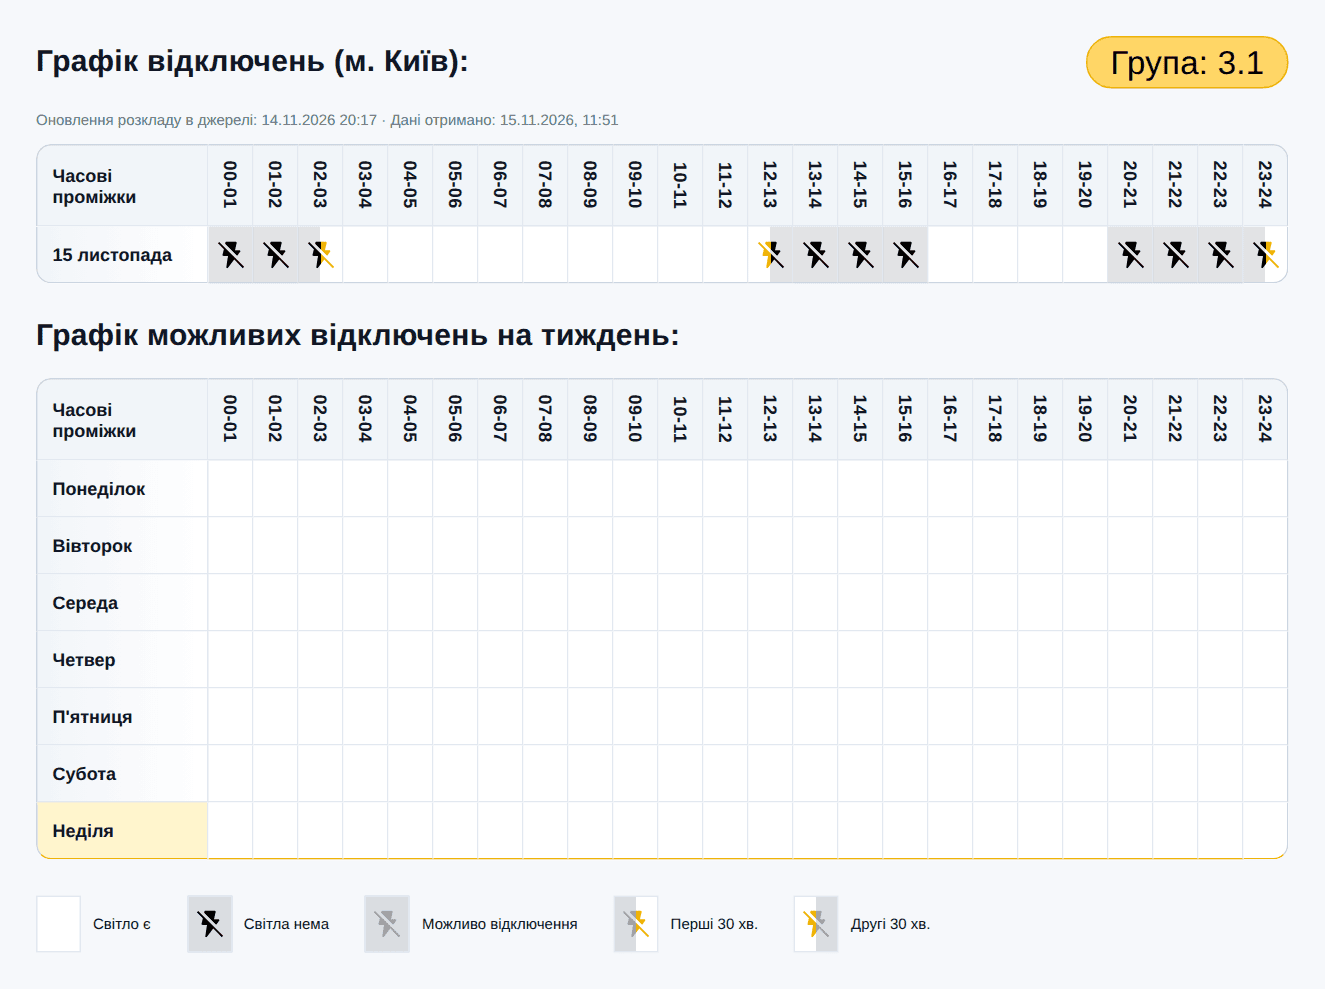 Графік відключень (м. Київ):
Група: 3.1
Оновлення розкладу в джерелі: 14.11.2026 20:17 · Дані отримано: 15.11.2026, 11:51
Часові проміжки 00-01 01-02 02-03 03-04 04-05 05-06 06-07 07-08 08-09 09-10 10-11 11-12 12-13 13-14 14-15 15-16 16-17 17-18 18-19 19-20 20-21 21-22 22-23 23-24
15 листопада
Графік можливих відключень на тиждень:
Часові проміжки 00-01 01-02 02-03 03-04 04-05 05-06 06-07 07-08 08-09 09-10 10-11 11-12 12-13 13-14 14-15 15-16 16-17 17-18 18-19 19-20 20-21 21-22 22-23 23-24
Понеділок
Вівторок
Середа
Четвер
П'ятниця
Субота
Неділя
Світло є Світла нема Можливо відключення Перші 30 хв. Другі 30 хв.